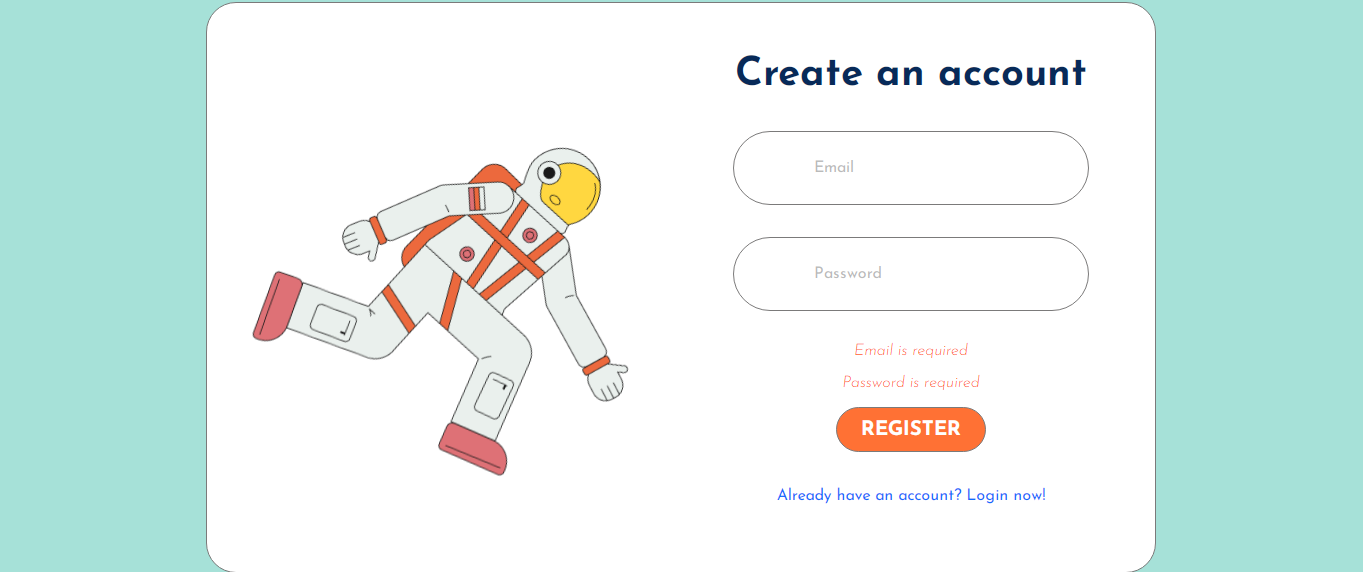 Create an account
Email
Password
Email is required
Password is required
REGISTER
Already have an account? Login now!